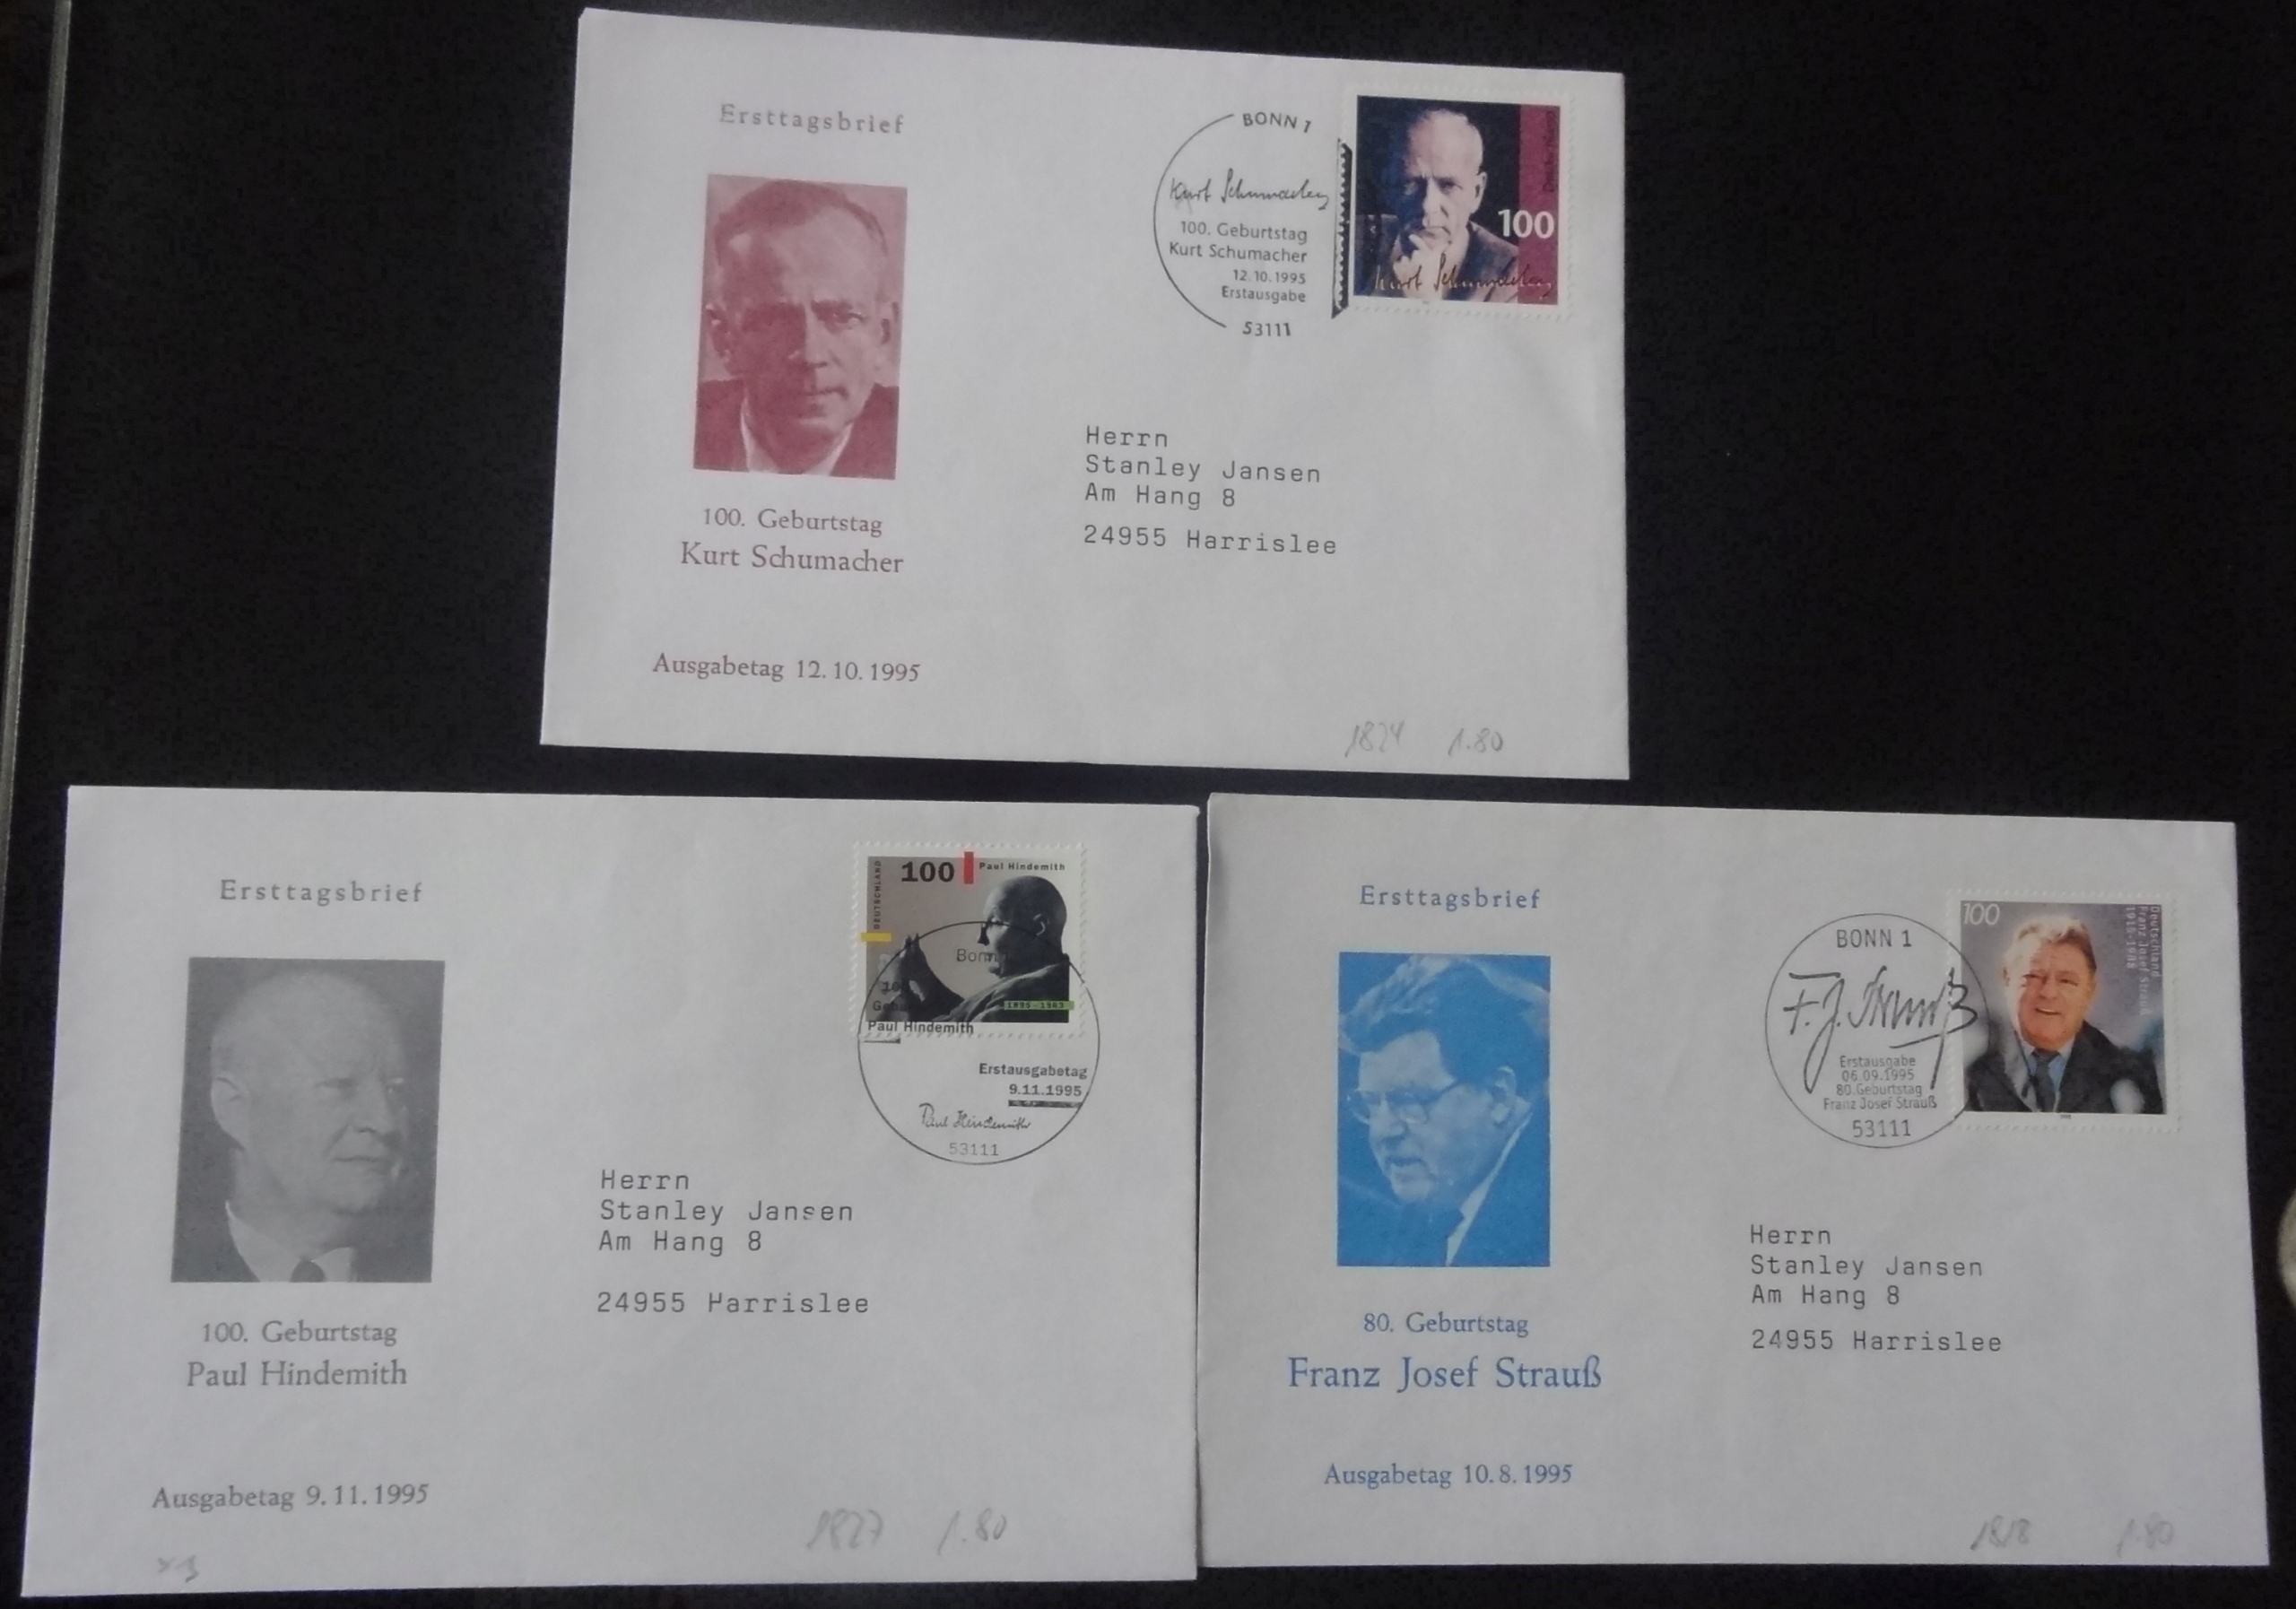 Ersttagsbrief
100. Geburtstag
Kurt Schumacher
Ausgabetag 12.10.1995
BONN 1
Kurt Schumacher
100. Geburtstag
Kurt Schumacher
12.10.1995
Erstausgabe
53111
Deutschland
100
Kurt Schumacher
Herrn
Stanley Jansen
Am Hang 8
24955 Harrislee
1824 1.80
Ersttagsbrief
100. Geburtstag
Paul Hindemith
Ausgabetag 9.11.1995
DEUTSCHLAND
100
Paul Hindemith
1895-1963
Bonn
Paul Hindemith
Erstausgabetag
9.11.1995
Paul Hindemith
53111
Herrn
Stanley Jansen
Am Hang 8
24955 Harrislee
1827 1.80
Ersttagsbrief
80. Geburtstag
Franz Josef Strauß
Ausgabetag 10.8.1995
BONN 1
F. J. Strauß
Erstausgabe
06.09.1995
80. Geburtstag
Franz Josef Strauß
53111
100
Deutschland
Franz Josef Strauß
1915-1988
Herrn
Stanley Jansen
Am Hang 8
24955 Harrislee
1818 1.80